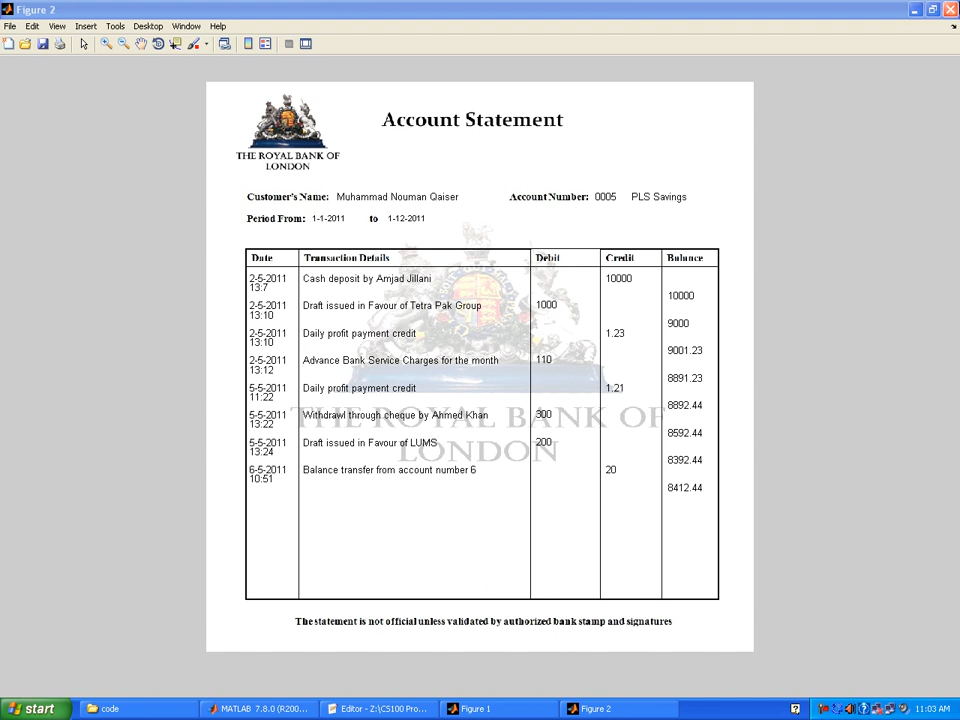 Figure 2
File Edit View Insert Tools Desktop Window Help
Account Statement
THE ROYAL BANK OF
LONDON
Customer's Name: Muhammad Nouman Qaiser Account Number: 0005 PLS Savings
Period From: 1-1-2011 to 1-12-2011
Date Transaction Details Debit Credit Balance
2-5-2011 Cash deposit by Amjad Jillani 10000
13:7
10000
2-5-2011 Draft issued in Favour of Tetra Pak Group 1000
13:10
9000
2-5-2011 Daily profit payment credit 1.23
13:10
9001.23
2-5-2011 Advance Bank Service Charges for the month 110
13:12
8891.23
5-5-2011 Daily profit payment credit 1.21
11:22
8892.44
5-5-2011 Withdrawl through cheque by Ahmed Khan 300
13:22
8592.44
5-5-2011 Draft issued in Favour of LUMS 200
13:24
8392.44
6-5-2011 Balance transfer from account number 6 20
10:51
8412.44
THE ROYAL BANK OF
LONDON
The statement is not official unless validated by authorized bank stamp and signatures
start code MATLAB 7.8.0 (R200... Editor - Z:\CS100 Pro... Figure 1 Figure 2 11:03 AM